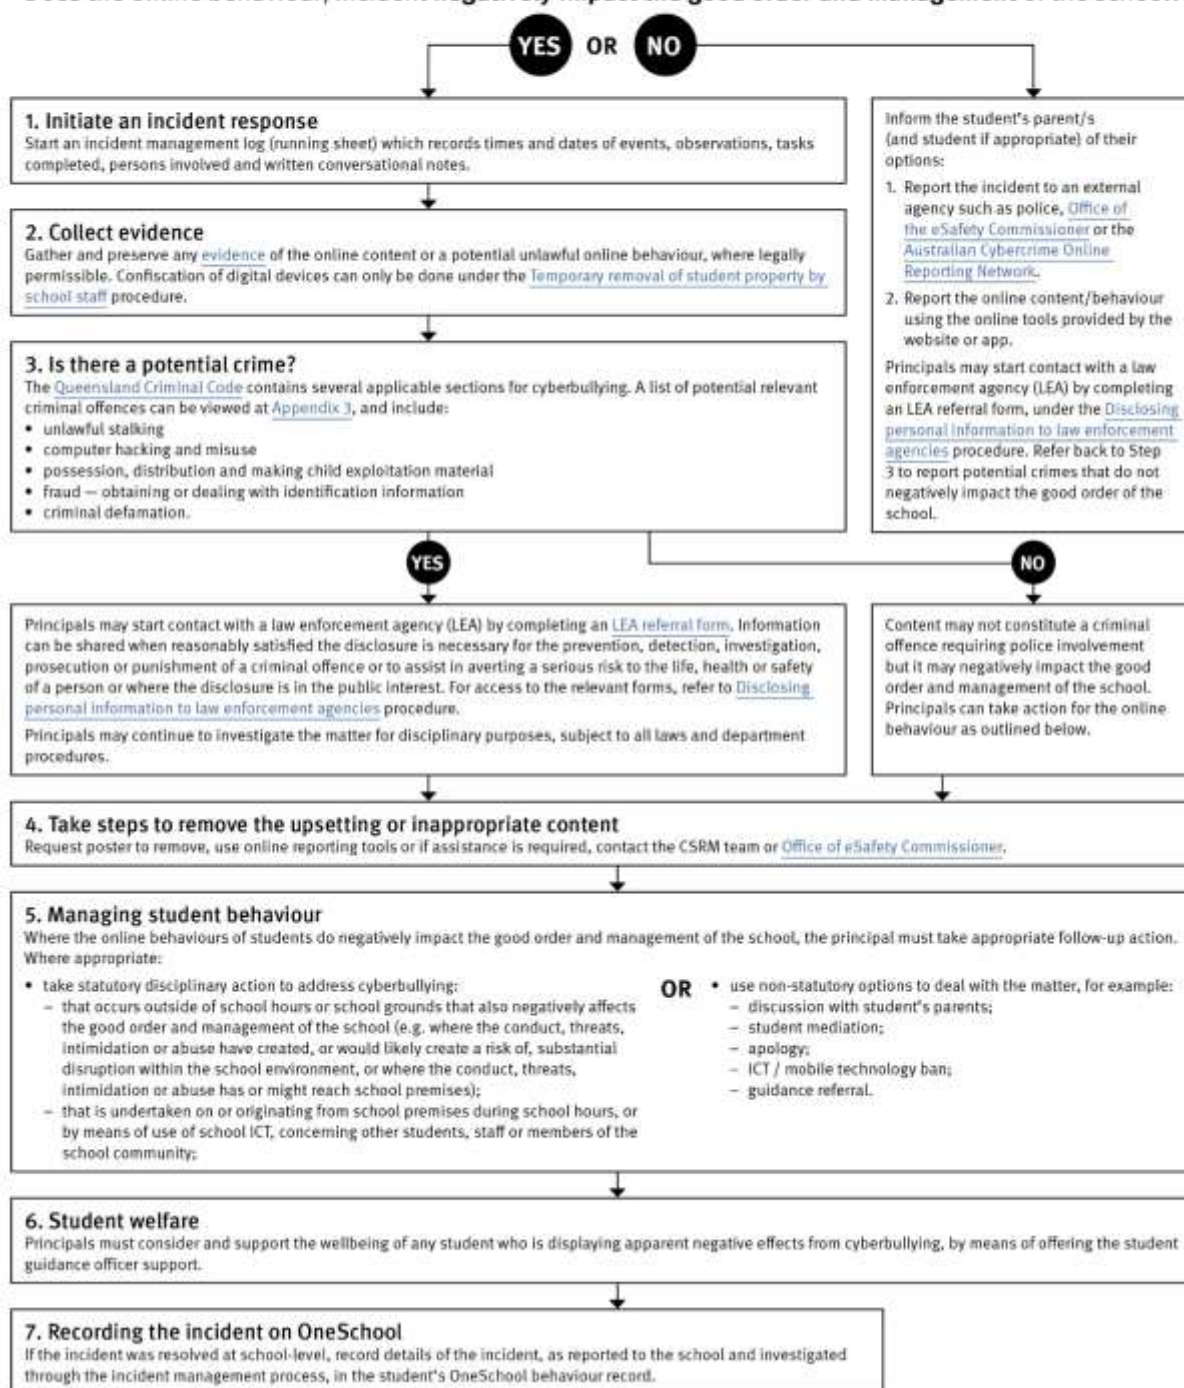 YES OR NO
1. Initiate an incident response
Start an incident management log (running sheet) which records times and dates of events, observations, tasks
completed, persons involved and written conversational notes.
2. Collect evidence
Gather and preserve any evidence of the online content or a potential unlawful online behaviour, where legally
permissible. Confiscation of digital devices can only be done under the Temporary removal of student property by
school staff procedure.
3. Is there a potential crime?
The Queensland Criminal Code contains several applicable sections for cyberbullying. A list of potential relevant
criminal offences can be viewed at Appendix 3, and include:
• unlawful stalking
• computer hacking and misuse
• possession, distribution and making child exploitation material
• fraud — obtaining or dealing with identification information
• criminal defamation.
Inform the student's parent/s
(and student if appropriate) of their
options:
1. Report the incident to an external
agency such as police, Office of
the eSafety Commissioner or the
Australian Cybercrime Online
Reporting Network.
2. Report the online content/behaviour
using the online tools provided by the
website or app.
Principals may start contact with a law
enforcement agency (LEA) by completing
an LEA referral form, under the Disclosing
personal information to law enforcement
agencies procedure. Refer back to Step
3 to report potential crimes that do not
negatively impact the good order of the
school.
YES
NO
Principals may start contact with a law enforcement agency (LEA) by completing an LEA referral form. Information
can be shared when reasonably satisfied the disclosure is necessary for the prevention, detection, investigation,
prosecution or punishment of a criminal offence or to assist in averting a serious risk to the life, health or safety
of a person or where the disclosure is in the public interest. For access to the relevant forms, refer to Disclosing
personal information to law enforcement agencies procedure.
Principals may continue to investigate the matter for disciplinary purposes, subject to all laws and department
procedures.
Content may not constitute a criminal
offence requiring police involvement
but it may negatively impact the good
order and management of the school.
Principals can take action for the online
behaviour as outlined below.
4. Take steps to remove the upsetting or inappropriate content
Request poster to remove, use online reporting tools or if assistance is required, contact the CSRM team or Office of eSafety Commissioner.
5. Managing student behaviour
Where the online behaviours of students do negatively impact the good order and management of the school, the principal must take appropriate follow-up action.
Where appropriate:
• take statutory disciplinary action to address cyberbullying:
– that occurs outside of school hours or school grounds that also negatively affects
the good order and management of the school (e.g. where the conduct, threats,
intimidation or abuse have created, or would likely create a risk of, substantial
disruption within the school environment, or where the conduct, threats,
intimidation or abuse has or might reach school premises);
– that is undertaken on or originating from school premises during school hours, or
by means of use of school ICT, concerning other students, staff or members of the
school community;
OR
• use non-statutory options to deal with the matter, for example:
– discussion with student's parents;
– student mediation;
– apology;
– ICT / mobile technology ban;
– guidance referral.
6. Student welfare
Principals must consider and support the wellbeing of any student who is displaying apparent negative effects from cyberbullying, by means of offering the student
guidance officer support.
7. Recording the incident on OneSchool
If the incident was resolved at school-level, record details of the incident, as reported to the school and investigated
through the incident management process, in the student's OneSchool behaviour record.